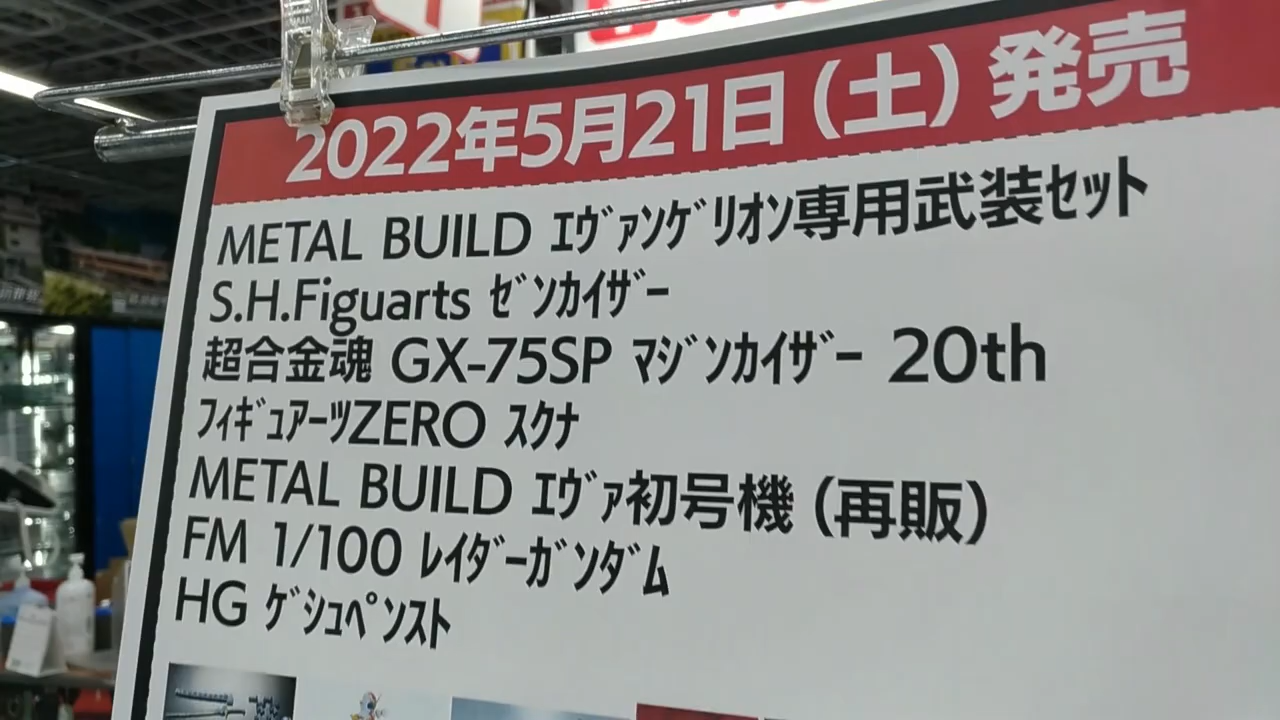 2022年5月21日（土）発売
METAL BUILD ｴｳﾞｧﾝｹﾞﾘｵﾝ専用武装ｾｯﾄ
S.H.Figuarts ｾﾞﾝｶｲｻﾞｰ
超合金魂 GX-75SP ﾏｼﾞﾝｶｲｻﾞｰ 20th
ﾌｨｷﾞｭｱｰﾂZERO ｽｸﾅ
METAL BUILD ｴｳﾞｧ初号機（再販）
FM 1/100 ﾚｲﾀﾞｰｶﾞﾝﾀﾞﾑ
HG ｹﾞｼｭﾍﾟﾝｽﾄ